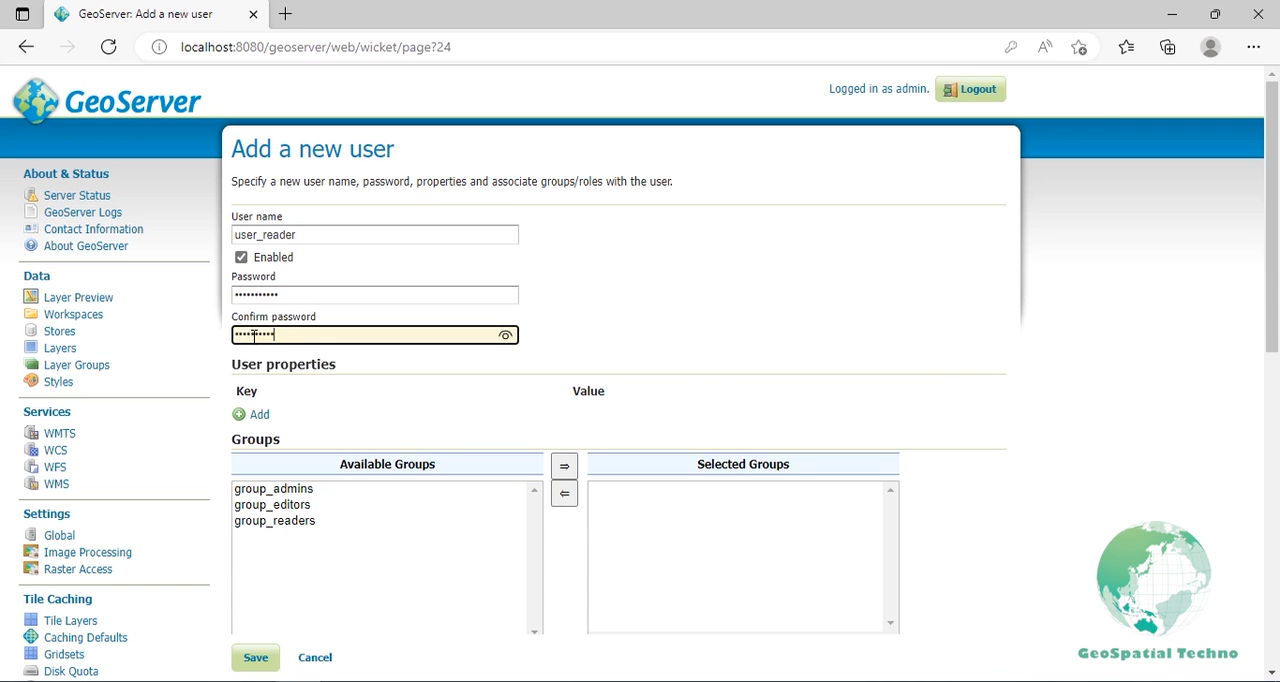 GeoServer: Add a new user
localhost:8080/geoserver/web/wicket/page?24
GeoServer
Logged in as admin.
Logout
About & Status
Server Status
GeoServer Logs
Contact Information
About GeoServer
Data
Layer Preview
Workspaces
Stores
Layers
Layer Groups
Styles
Services
WMTS
WCS
WFS
WMS
Settings
Global
Image Processing
Raster Access
Tile Caching
Tile Layers
Caching Defaults
Gridsets
Disk Quota
Add a new user
Specify a new user name, password, properties and associate groups/roles with the user.
User name
user_reader
Enabled
Password
•••••••••••
Confirm password
••••••••••
User properties
Key Value
Add
Groups
Available Groups
group_admins
group_editors
group_readers
⇒
⇐
Selected Groups
Save Cancel
GeoSpatial Techno